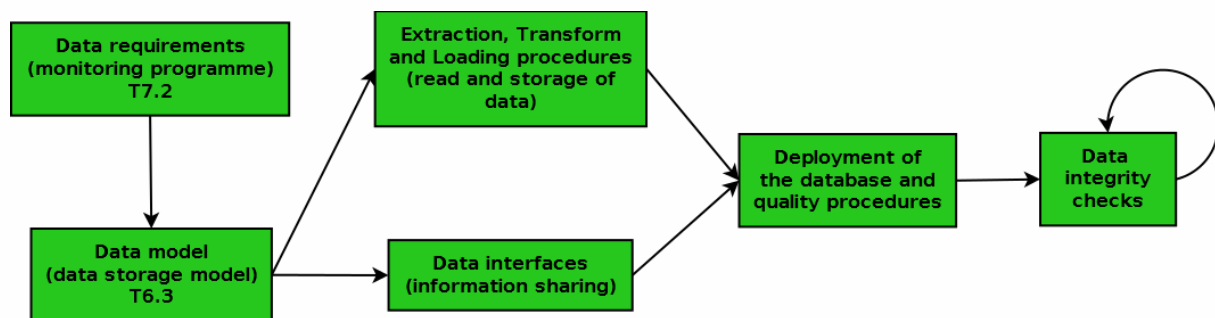 Data requirements
(monitoring programme)
T7.2
Data model
(data storage model)
T6.3
Extraction, Transform
and Loading procedures
(read and storage of
data)
Data interfaces
(information sharing)
Deployment of
the database and
quality procedures
Data
integrity
checks